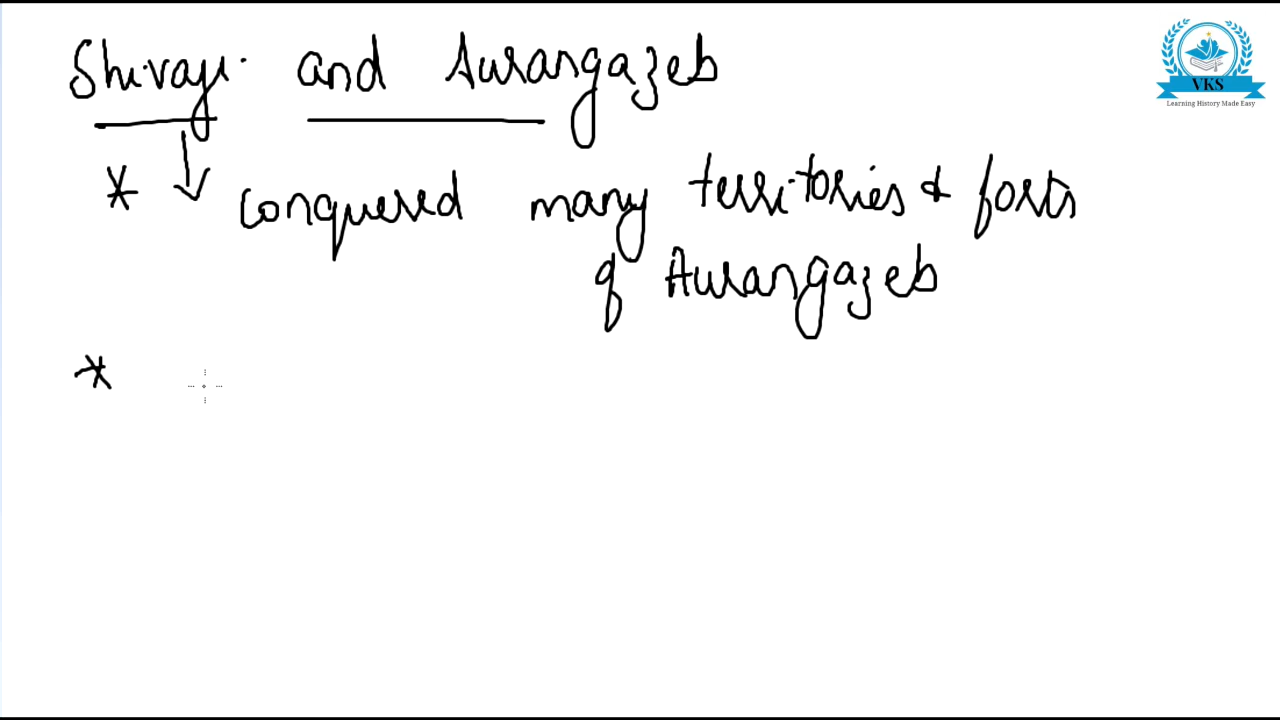 Shivaji and Aurangazeb
* conquered many territories & forts
of Aurangazeb
*
VKS
Learning History Made Easy